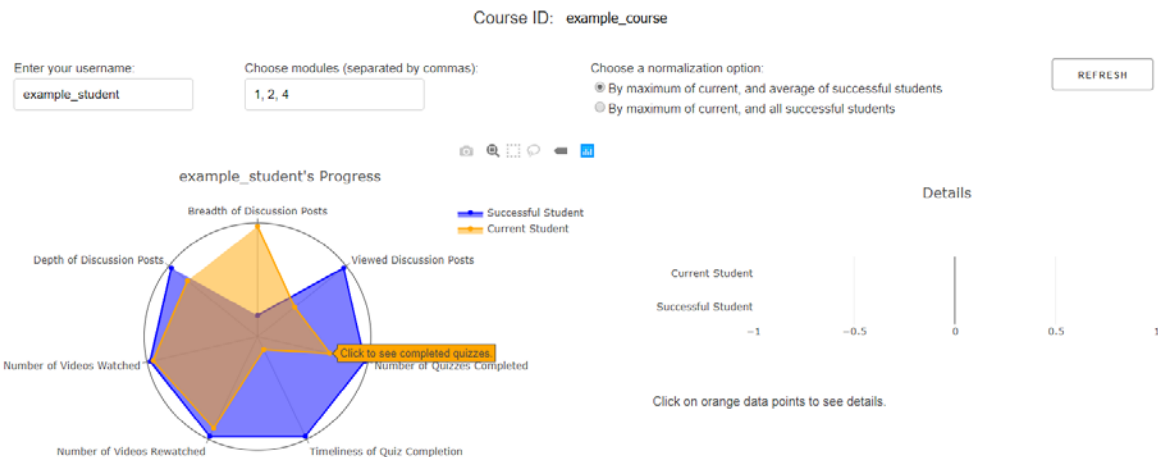 Course ID: example_course
Enter your username:
example_student
Choose modules (separated by commas):
1, 2, 4
Choose a normalization option:
By maximum of current, and average of successful students
By maximum of current, and all successful students
REFRESH
example_student's Progress
Successful Student
Current Student
Breadth of Discussion Posts
Depth of Discussion Posts
Viewed Discussion Posts
Click to see completed quizzes.
Number of Videos Watched
Number of Quizzes Completed
Number of Videos Rewatched
Timeliness of Quiz Completion
Details
Current Student
Successful Student
−1 −0.5 0 0.5 1
Click on orange data points to see details.